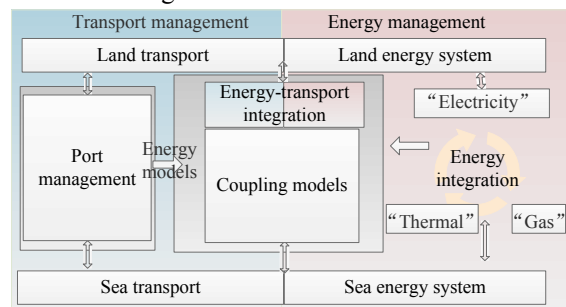 Transport management
Energy management
Land transport
Land energy system
Energy-transport
integration
“Electricity”
Port
management
Energy
models
Coupling models
Energy
integration
“Thermal”
“Gas”
Sea transport
Sea energy system